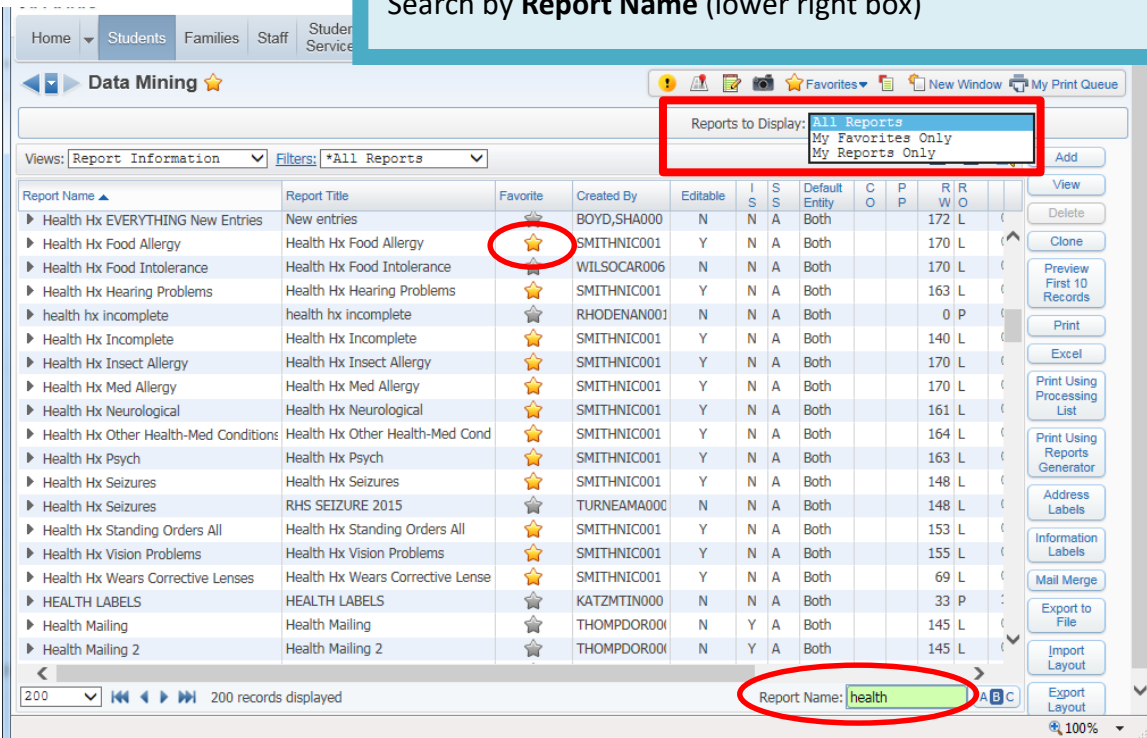 Search by Report Name (lower right box)
Home Students Families Staff
Data Mining Favorites New Window My Print Queue
Reports to Display: All Reports
My Favorites Only
My Reports Only
Views: Report Information Filters: *All Reports
Report Name Report Title Favorite Created By Editable I S S S Default Entity C O P P R W R O
Health Hx EVERYTHING New Entries New entries BOYD,SHA000 N N A Both 172 L
Health Hx Food Allergy Health Hx Food Allergy SMITHNIC001 Y N A Both 170 L
Health Hx Food Intolerance Health Hx Food Intolerance WILSOCAR006 N N A Both 170 L
Health Hx Hearing Problems Health Hx Hearing Problems SMITHNIC001 Y N A Both 163 L
health hx incomplete health hx incomplete RHODENAN001 N N A Both 0 P
Health Hx Incomplete Health Hx Incomplete SMITHNIC001 Y N A Both 140 L
Health Hx Insect Allergy Health Hx Insect Allergy SMITHNIC001 Y N A Both 170 L
Health Hx Med Allergy Health Hx Med Allergy SMITHNIC001 Y N A Both 170 L
Health Hx Neurological Health Hx Neurological SMITHNIC001 Y N A Both 161 L
Health Hx Other Health-Med Conditions Health Hx Other Health-Med Cond SMITHNIC001 Y N A Both 164 L
Health Hx Psych Health Hx Psych SMITHNIC001 Y N A Both 163 L
Health Hx Seizures Health Hx Seizures SMITHNIC001 Y N A Both 148 L
Health Hx Seizures RHS SEIZURE 2015 TURNEAMA000 N N A Both 148 L
Health Hx Standing Orders All Health Hx Standing Orders All SMITHNIC001 Y N A Both 153 L
Health Hx Vision Problems Health Hx Vision Problems SMITHNIC001 Y N A Both 155 L
Health Hx Wears Corrective Lenses Health Hx Wears Corrective Lense SMITHNIC001 Y N A Both 69 L
HEALTH LABELS HEALTH LABELS KATZMTIN000 N N A Both 33 P
Health Mailing Health Mailing THOMPDOR00 N Y A Both 145 L
Health Mailing 2 Health Mailing 2 THOMPDOR00 N Y A Both 145 L
200 200 records displayed Report Name: health A B C
Add
View
Delete
Clone
Preview
First 10
Records
Print
Excel
Print Using
Processing
List
Print Using
Reports
Generator
Address
Labels
Information
Labels
Mail Merge
Export to
File
Import
Layout
Export
Layout
100%